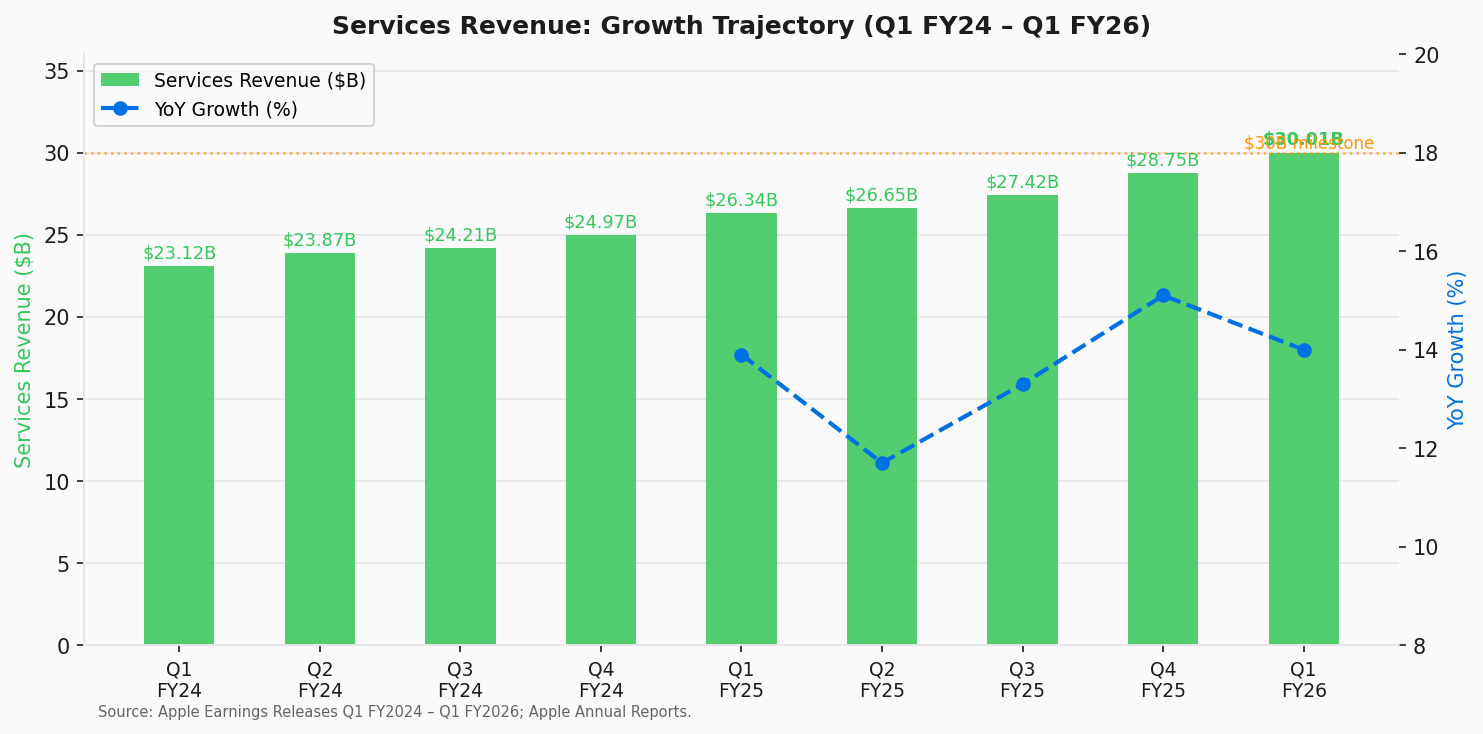 Services Revenue: Growth Trajectory (Q1 FY24 – Q1 FY26)
Services Revenue ($B)
YoY Growth (%)
35
30
25
20
15
10
5
0
Services Revenue ($B)
20
18
16
14
12
10
8
YoY Growth (%)
$23.12B
$23.87B
$24.21B
$24.97B
$26.34B
$26.65B
$27.42B
$28.75B
$30.01B
$30B milestone
Q1 FY24
Q2 FY24
Q3 FY24
Q4 FY24
Q1 FY25
Q2 FY25
Q3 FY25
Q4 FY25
Q1 FY26
Source: Apple Earnings Releases Q1 FY2024 – Q1 FY2026; Apple Annual Reports.